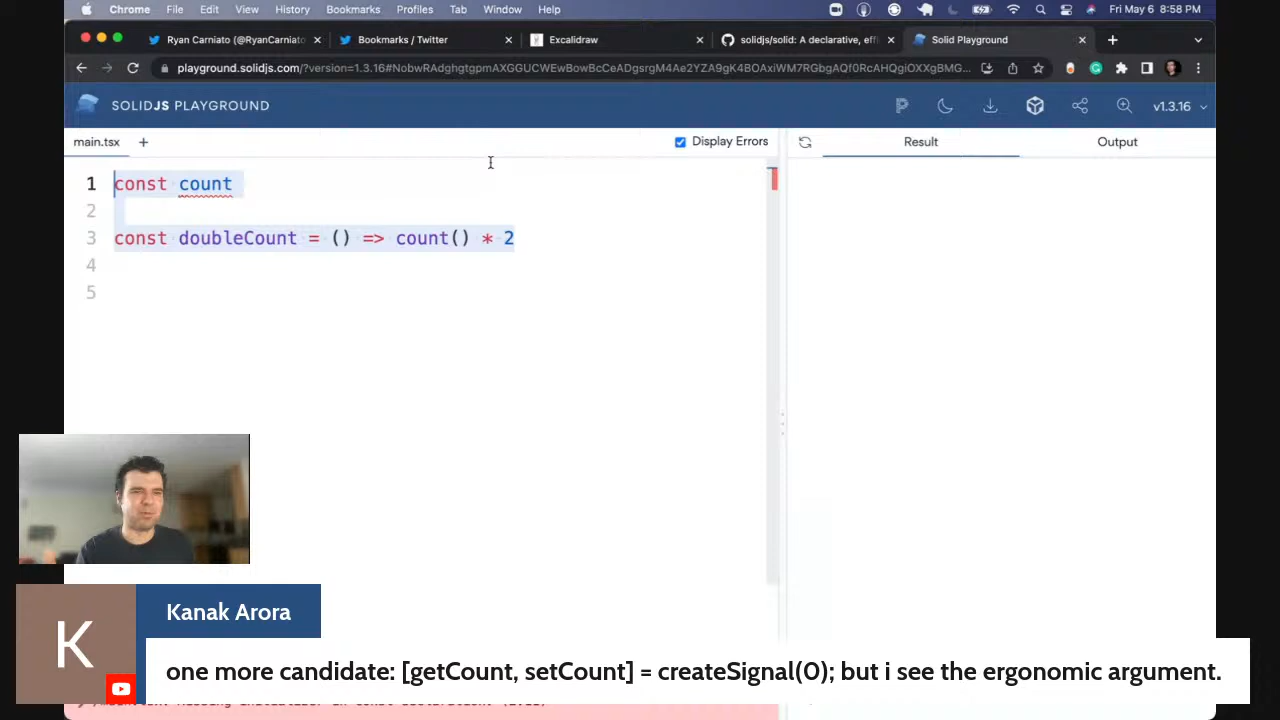 Chrome File Edit View History Bookmarks Profiles Tab Window Help Fri May 6 8:58 PM
Ryan Carniato (@RyanCarniato Bookmarks / Twitter Excalidraw solidjs/solid: A declarative, effi Solid Playground
playground.solidjs.com/?version=1.3.16#NobwRAdghgtgpmAXGGUCWEwBowBcCeADgsrgM4Ae2YZA9gK4BOAxiWM7RGbgAQf0RcAHQgiOXXgBMG...
SOLIDJS PLAYGROUND v1.3.16
main.tsx + Display Errors Result Output
1 const count
2
3 const doubleCount = () => count() * 2
4
5
K
Kanak Arora
one more candidate: [getCount, setCount] = createSignal(0); but i see the ergonomic argument.